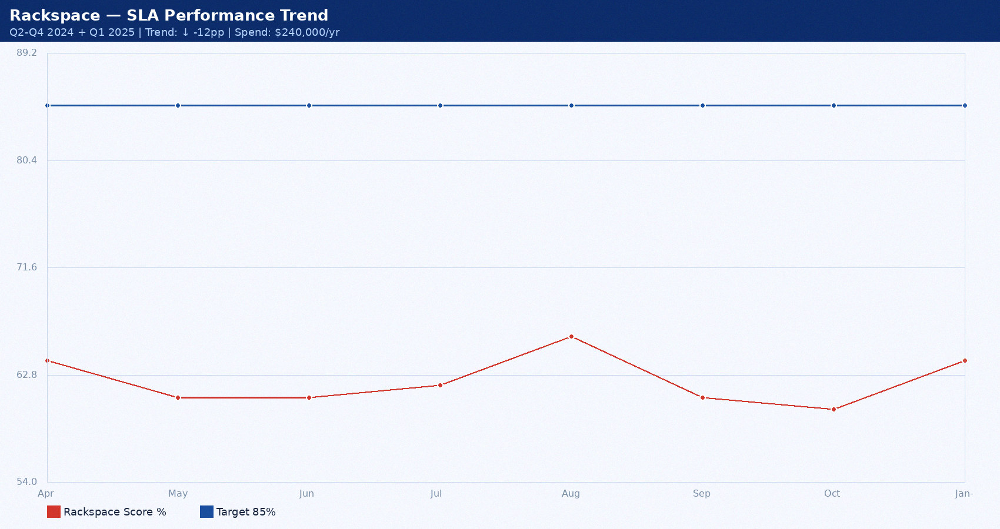 Rackspace — SLA Performance Trend
Q2-Q4 2024 + Q1 2025 | Trend: ↓ -12pp | Spend: $240,000/yr
89.2
80.4
71.6
62.8
54.0
Apr May Jun Jul Aug Sep Oct Jan-
Rackspace Score % Target 85%